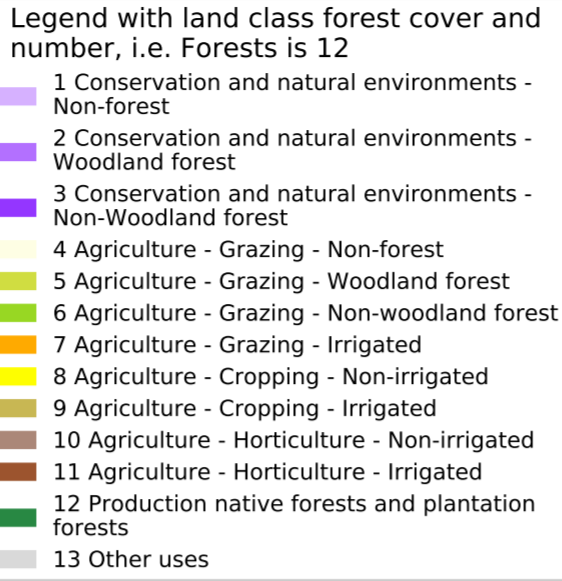 Legend with land class forest cover and
number, i.e. Forests is 12
1 Conservation and natural environments -
Non-forest
2 Conservation and natural environments -
Woodland forest
3 Conservation and natural environments -
Non-Woodland forest
4 Agriculture - Grazing - Non-forest
5 Agriculture - Grazing - Woodland forest
6 Agriculture - Grazing - Non-woodland forest
7 Agriculture - Grazing - Irrigated
8 Agriculture - Cropping - Non-irrigated
9 Agriculture - Cropping - Irrigated
10 Agriculture - Horticulture - Non-irrigated
11 Agriculture - Horticulture - Irrigated
12 Production native forests and plantation
forests
13 Other uses